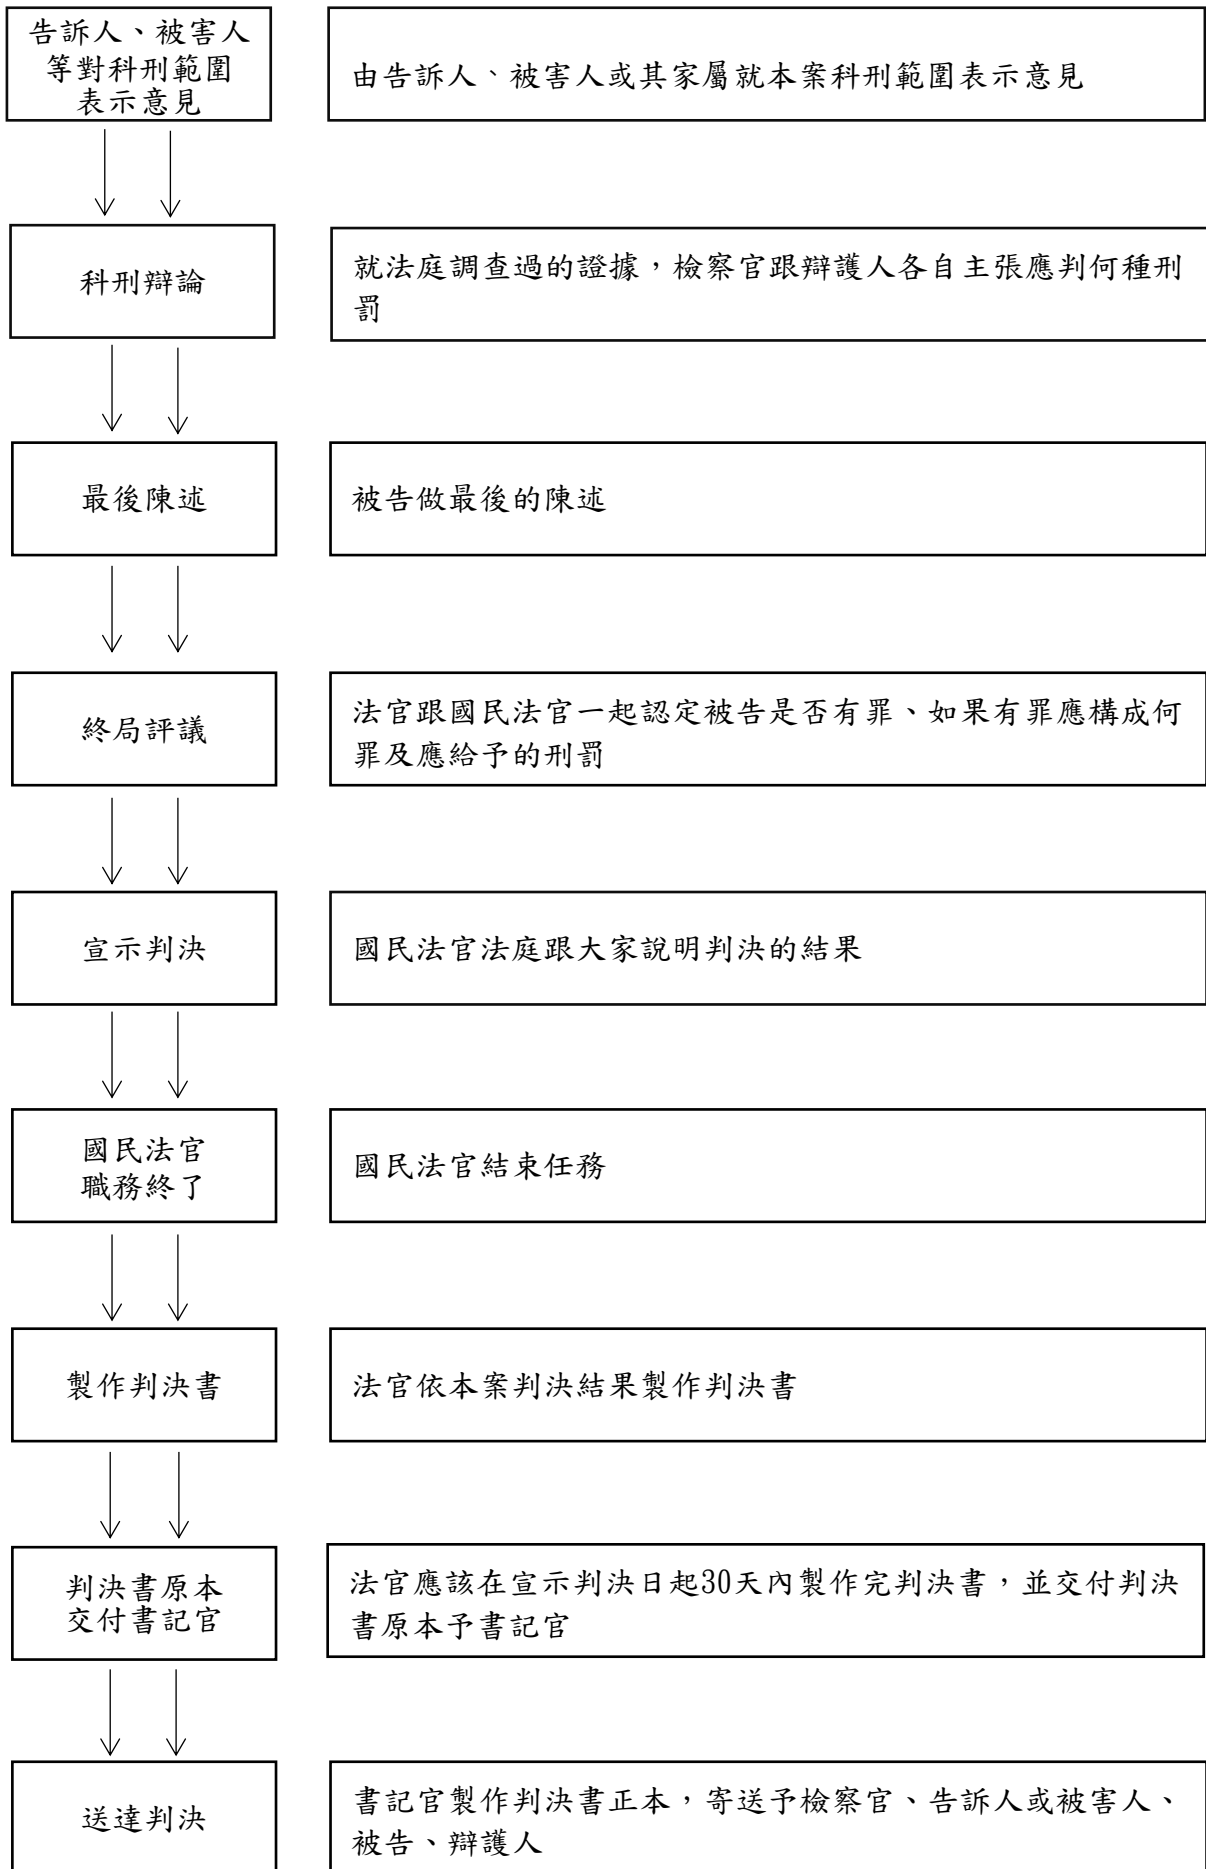 告訴人、被害人
等對科刑範圍
表示意見
由告訴人、被害人或其家屬就本案科刑範圍表示意見
科刑辯論
就法庭調查過的證據，檢察官跟辯護人各自主張應判何種刑
罰
最後陳述
被告做最後的陳述
終局評議
法官跟國民法官一起認定被告是否有罪、如果有罪應構成何
罪及應給予的刑罰
宣示判決
國民法官法庭跟大家說明判決的結果
國民法官
職務終了
國民法官結束任務
製作判決書
法官依本案判決結果製作判決書
判決書原本
交付書記官
法官應該在宣示判決日起30天內製作完判決書，並交付判決
書原本予書記官
送達判決
書記官製作判決書正本，寄送予檢察官、告訴人或被害人、
被告、辯護人